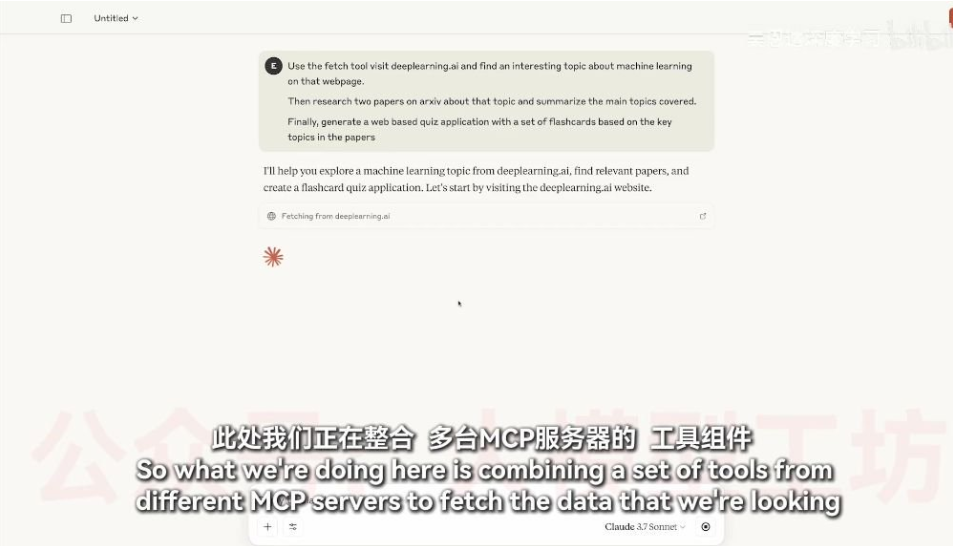 Untitled
E
Use the fetch tool visit deeplearning.ai and find an interesting topic about machine learning
on that webpage.
Then research two papers on arxiv about that topic and summarize the main topics covered.
Finally, generate a web based quiz application with a set of flashcards based on the key
topics in the papers
I'll help you explore a machine learning topic from deeplearning.ai, find relevant papers, and
create a flashcard quiz application. Let's start by visiting the deeplearning.ai website.
Fetching from deeplearning.ai
此处我们正在整合 多台MCP服务器的 工具组件
So what we're doing here is combining a set of tools from
different MCP servers to fetch the data that we're looking
Claude 3.7 Sonnet